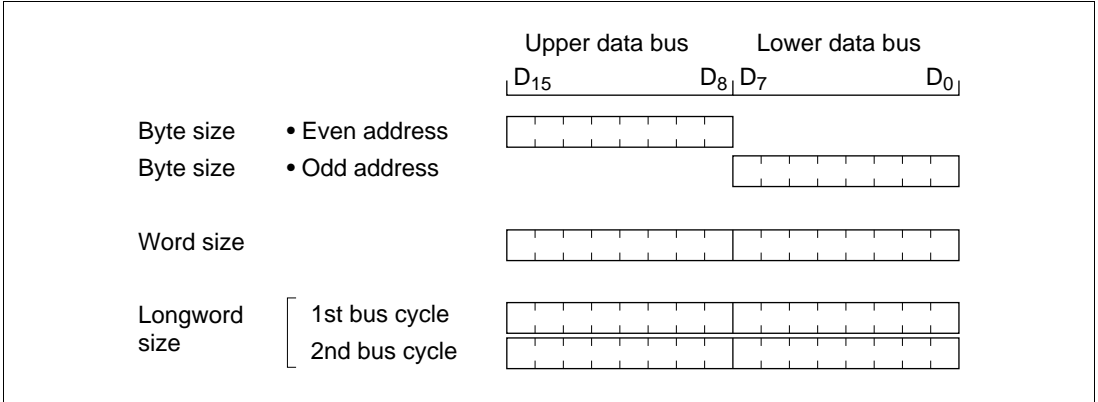 Upper data bus Lower data bus
D15 D8 D7 D0
Byte size • Even address
Byte size • Odd address
Word size
Longword size 1st bus cycle
2nd bus cycle